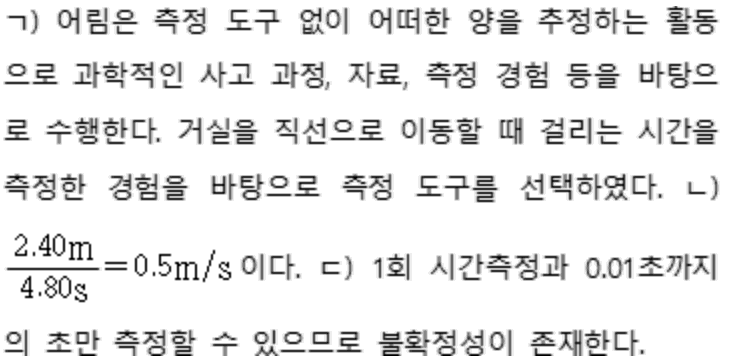 ㄱ) 어림은 측정 도구 없이 어떠한 양을 추정하는 활동
으로 과학적인 사고 과정, 자료, 측정 경험 등을 바탕으
로 수행한다. 거실을 직선으로 이동할 때 걸리는 시간을
측정한 경험을 바탕으로 측정 도구를 선택하였다. ㄴ)
2.40m/4.80s=0.5m/s 이다. ㄷ) 1회 시간측정과 0.01초까지
의 초만 측정할 수 있으므로 불확정성이 존재한다.